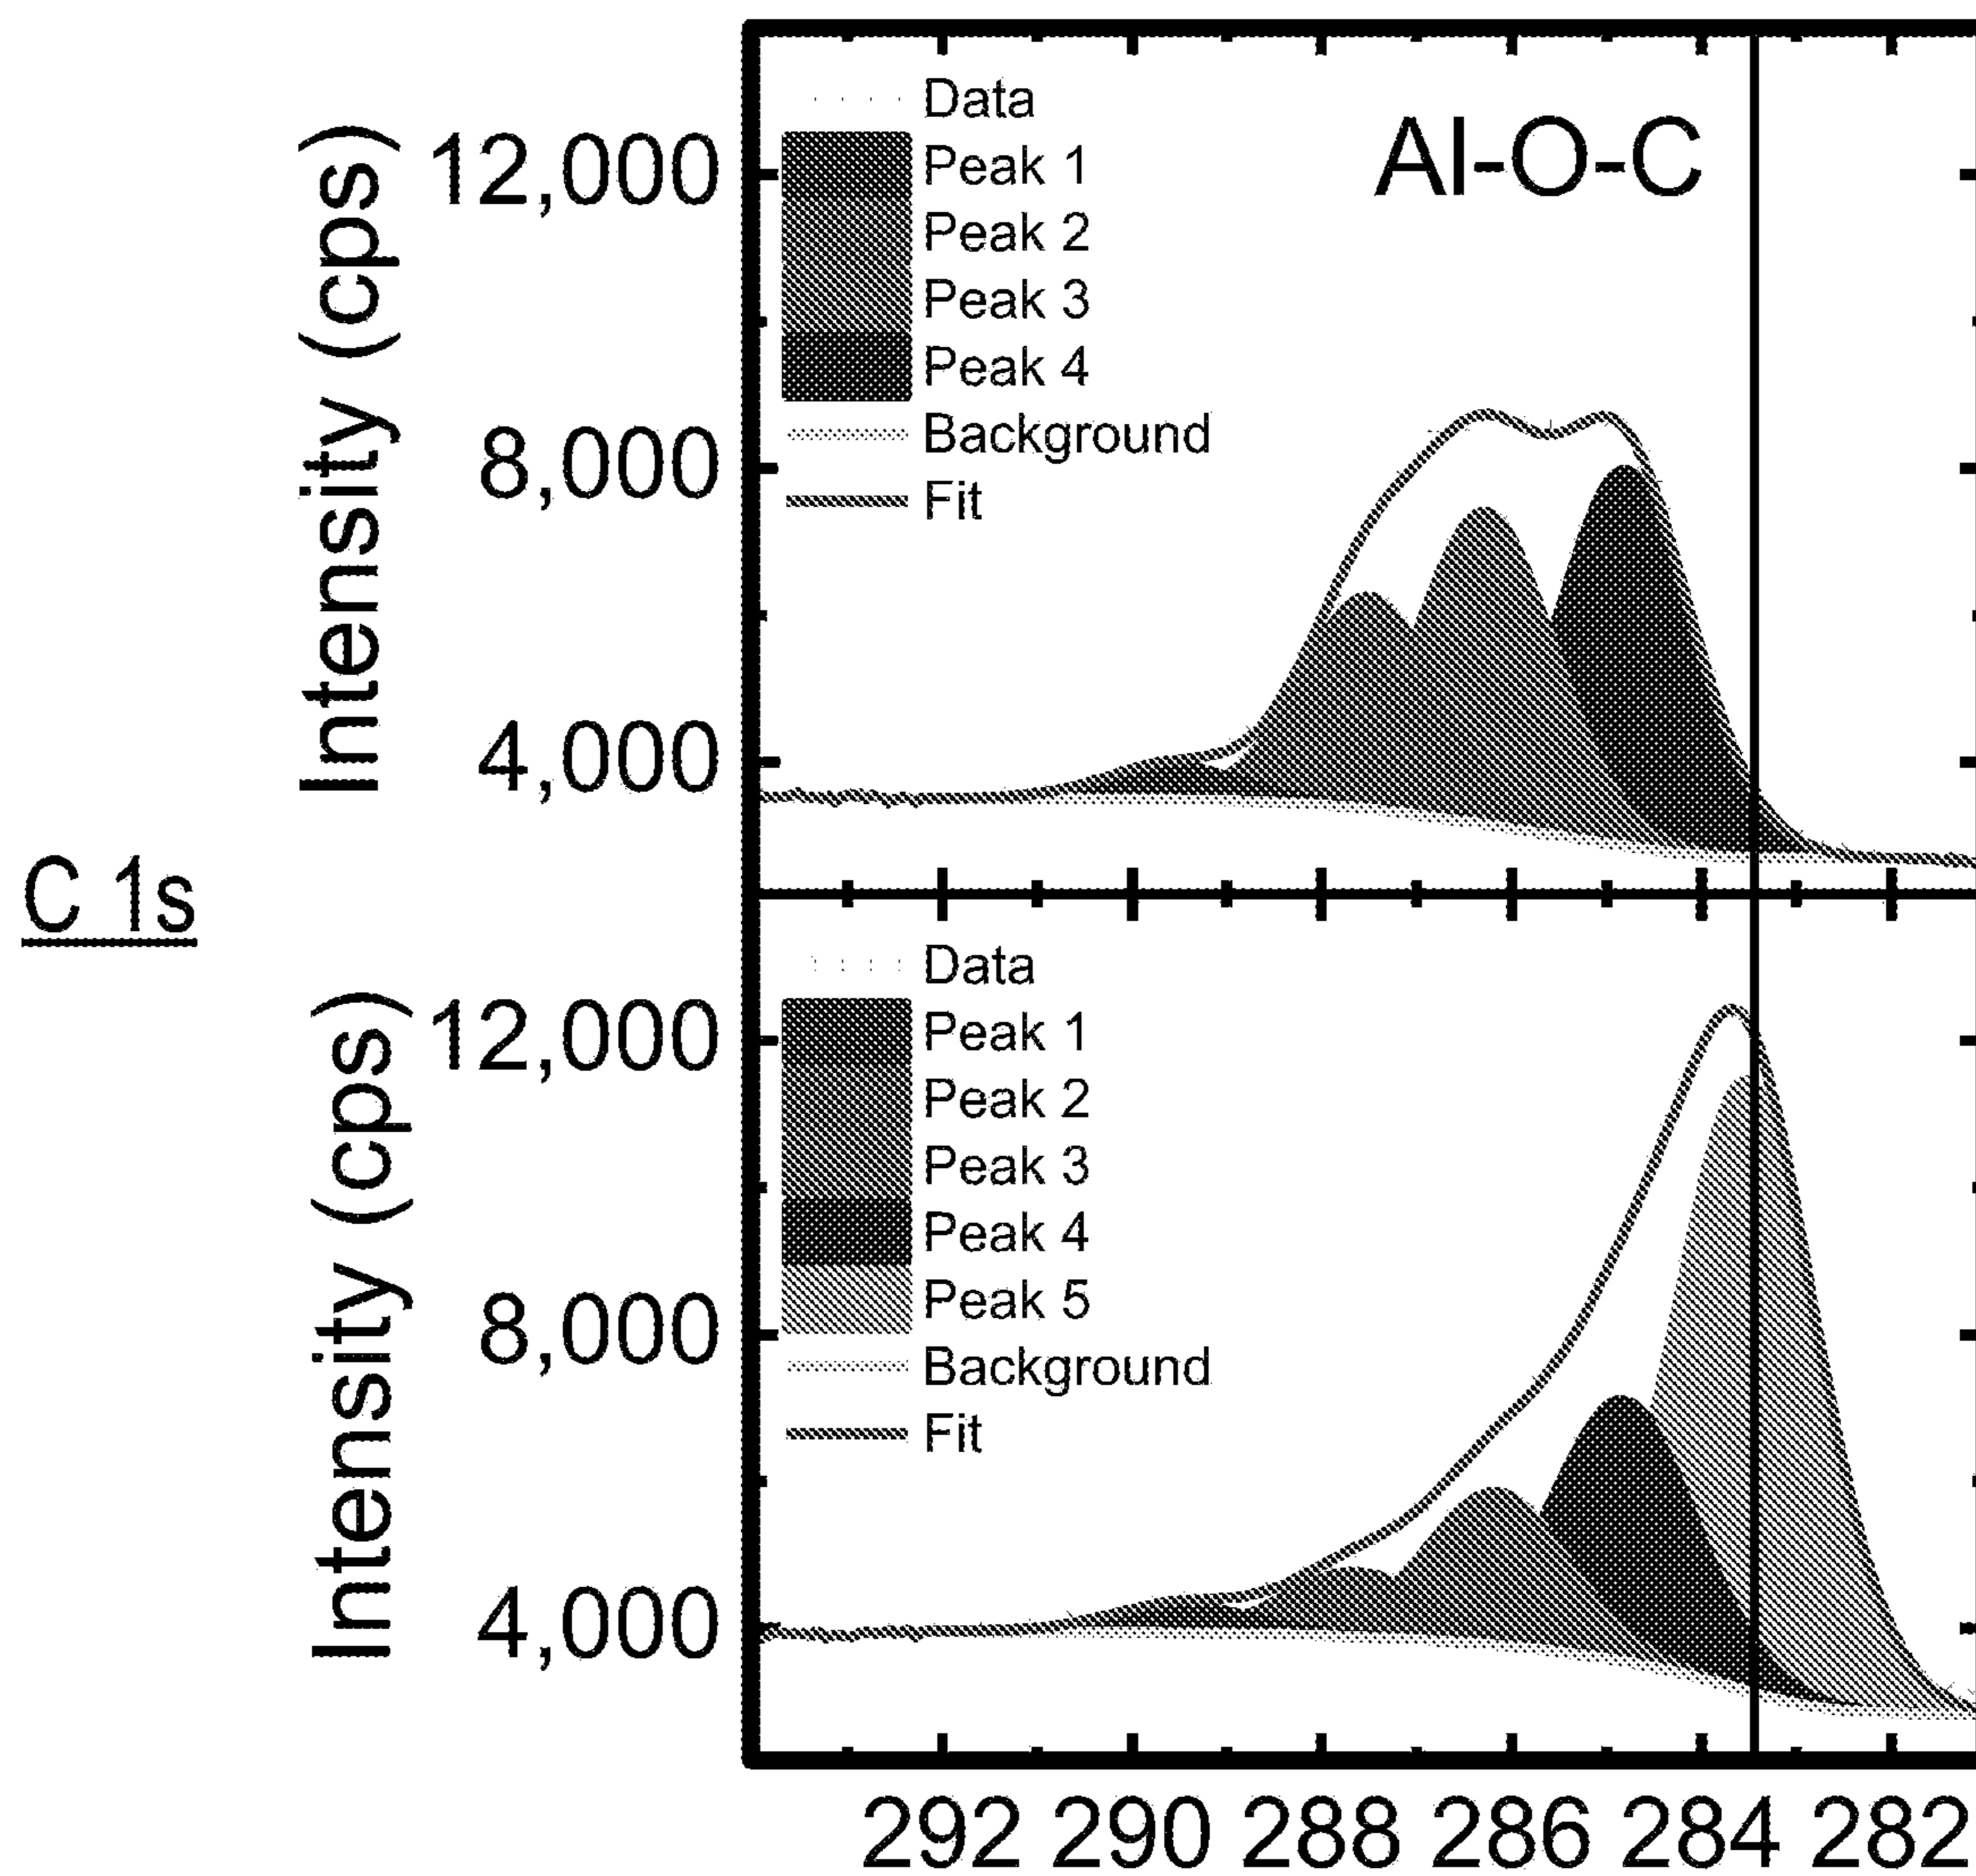 C 1s
Intensity (cps)
12,000
8,000
4,000
Data
Peak 1
Peak 2
Peak 3
Peak 4
Background
Fit
Al-O-C
Intensity (cps)
12,000
8,000
4,000
Data
Peak 1
Peak 2
Peak 3
Peak 4
Peak 5
Background
Fit
292 290 288 286 284 282